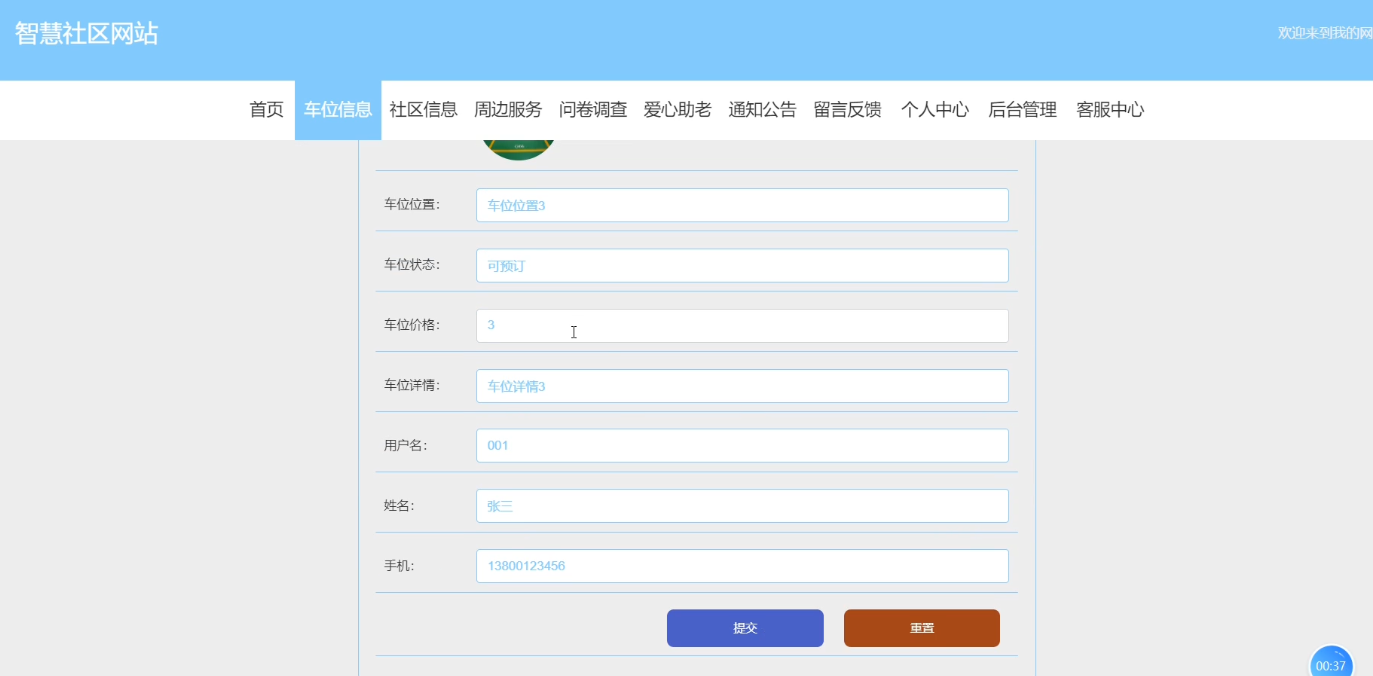 智慧社区网站
欢迎来到我的网
首页 车位信息 社区信息 周边服务 问卷调查 爱心助老 通知公告 留言反馈 个人中心 后台管理 客服中心
车位位置： 车位位置3
车位状态： 可预订
车位价格： 3
车位详情： 车位详情3
用户名： 001
姓名： 张三
手机： 13800123456
提交 重置
00:37